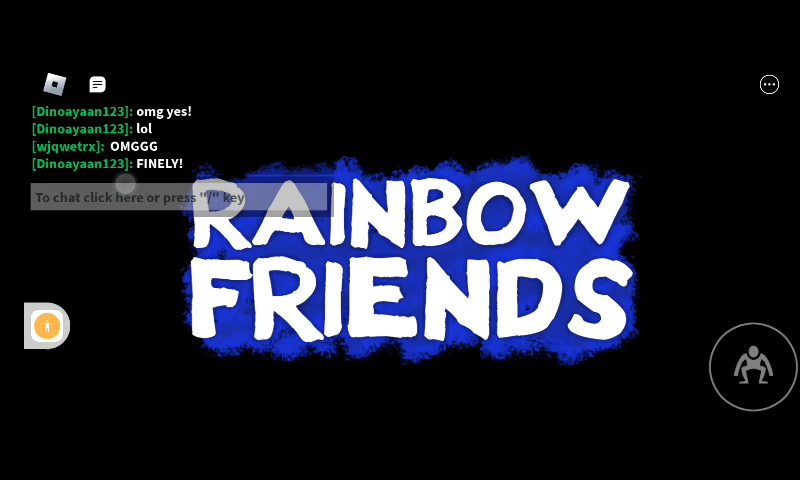 [Dinoayaan123]: omg yes!
[Dinoayaan123]: lol
[wjqwetrx]: OMGGG
[Dinoayaan123]: FINELY!
To chat click here or press "/" key
RAINBOW
FRIENDS